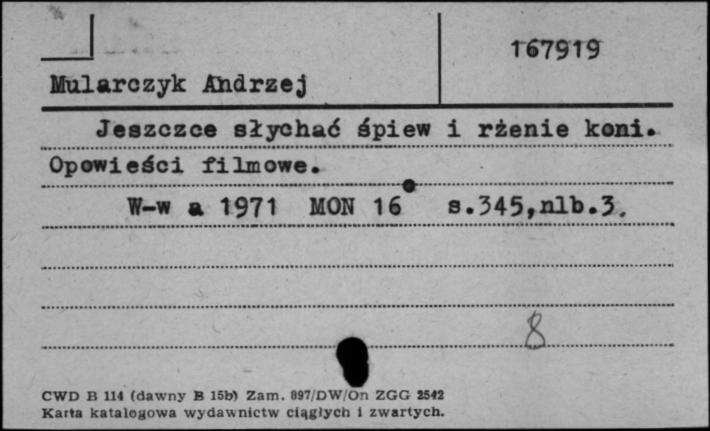 167919
Mularczyk Andrzej
Jeszcze słychać śpiew i rżenie koni.
Opowieści filmowe.
W-w a 1971 MON 16° s.345,nlb.3.
8
CWD B 114 (dawny B 15b) Zam. 897/DW/On ZGG 2542
Karta katalogowa wydawnictw ciągłych i zwartych.